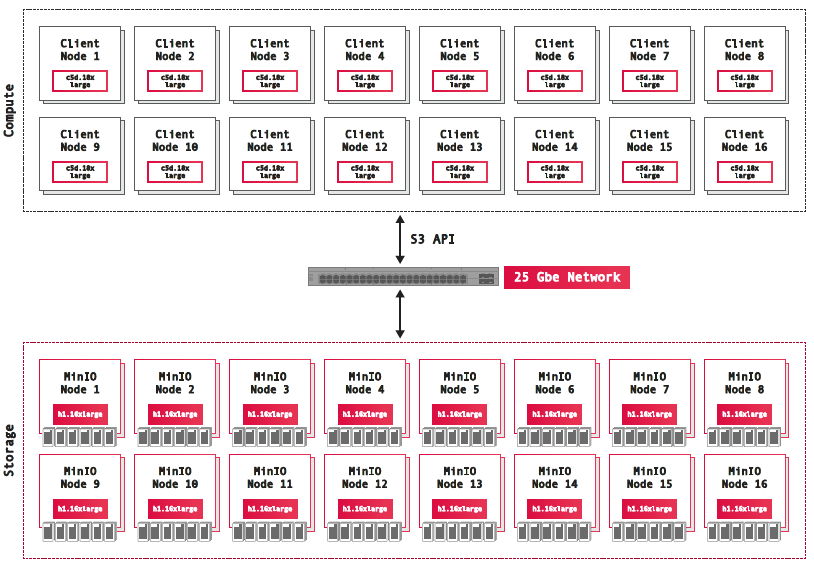 Compute
Client
Node 1
c5d.18x
large
Client
Node 2
c5d.18x
large
Client
Node 3
c5d.18x
large
Client
Node 4
c5d.18x
large
Client
Node 5
c5d.18x
large
Client
Node 6
c5d.18x
large
Client
Node 7
c5d.18x
large
Client
Node 8
c5d.18x
large
Client
Node 9
c5d.18x
large
Client
Node 10
c5d.18x
large
Client
Node 11
c5d.18x
large
Client
Node 12
c5d.18x
large
Client
Node 13
c5d.18x
large
Client
Node 14
c5d.18x
large
Client
Node 15
c5d.18x
large
Client
Node 16
c5d.18x
large
S3 API
25 Gbe Network
Storage
MinIO
Node 1
h1.16xlarge
MinIO
Node 2
h1.16xlarge
MinIO
Node 3
h1.16xlarge
MinIO
Node 4
h1.16xlarge
MinIO
Node 5
h1.16xlarge
MinIO
Node 6
h1.16xlarge
MinIO
Node 7
h1.16xlarge
MinIO
Node 8
h1.16xlarge
MinIO
Node 9
h1.16xlarge
MinIO
Node 10
h1.16xlarge
MinIO
Node 11
h1.16xlarge
MinIO
Node 12
h1.16xlarge
MinIO
Node 13
h1.16xlarge
MinIO
Node 14
h1.16xlarge
MinIO
Node 15
h1.16xlarge
MinIO
Node 16
h1.16xlarge